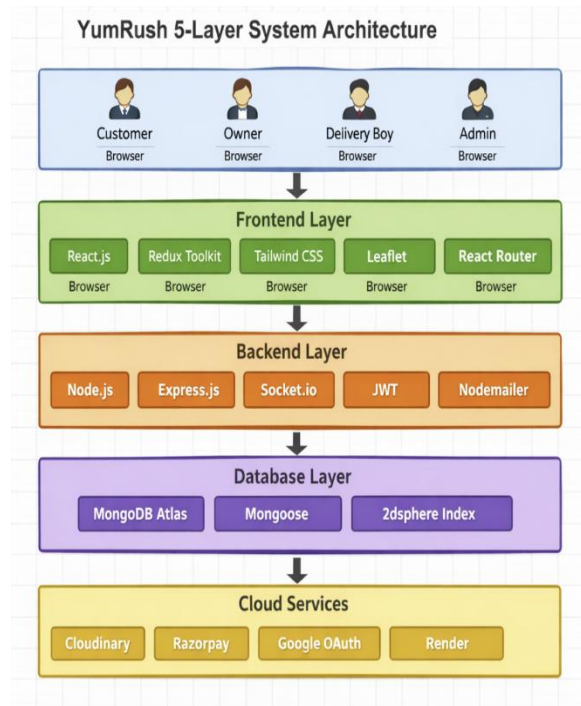 YumRush 5-Layer System Architecture
Customer Owner Delivery Boy Admin
Browser Browser Browser Browser
Frontend Layer
React.js Redux Toolkit Tailwind CSS Leaflet React Router
Browser Browser Browser Browser Browser
Backend Layer
Node.js Express.js Socket.io JWT Nodemailer
Database Layer
MongoDB Atlas Mongoose 2dsphere Index
Cloud Services
Cloudinary Razorpay Google OAuth Render